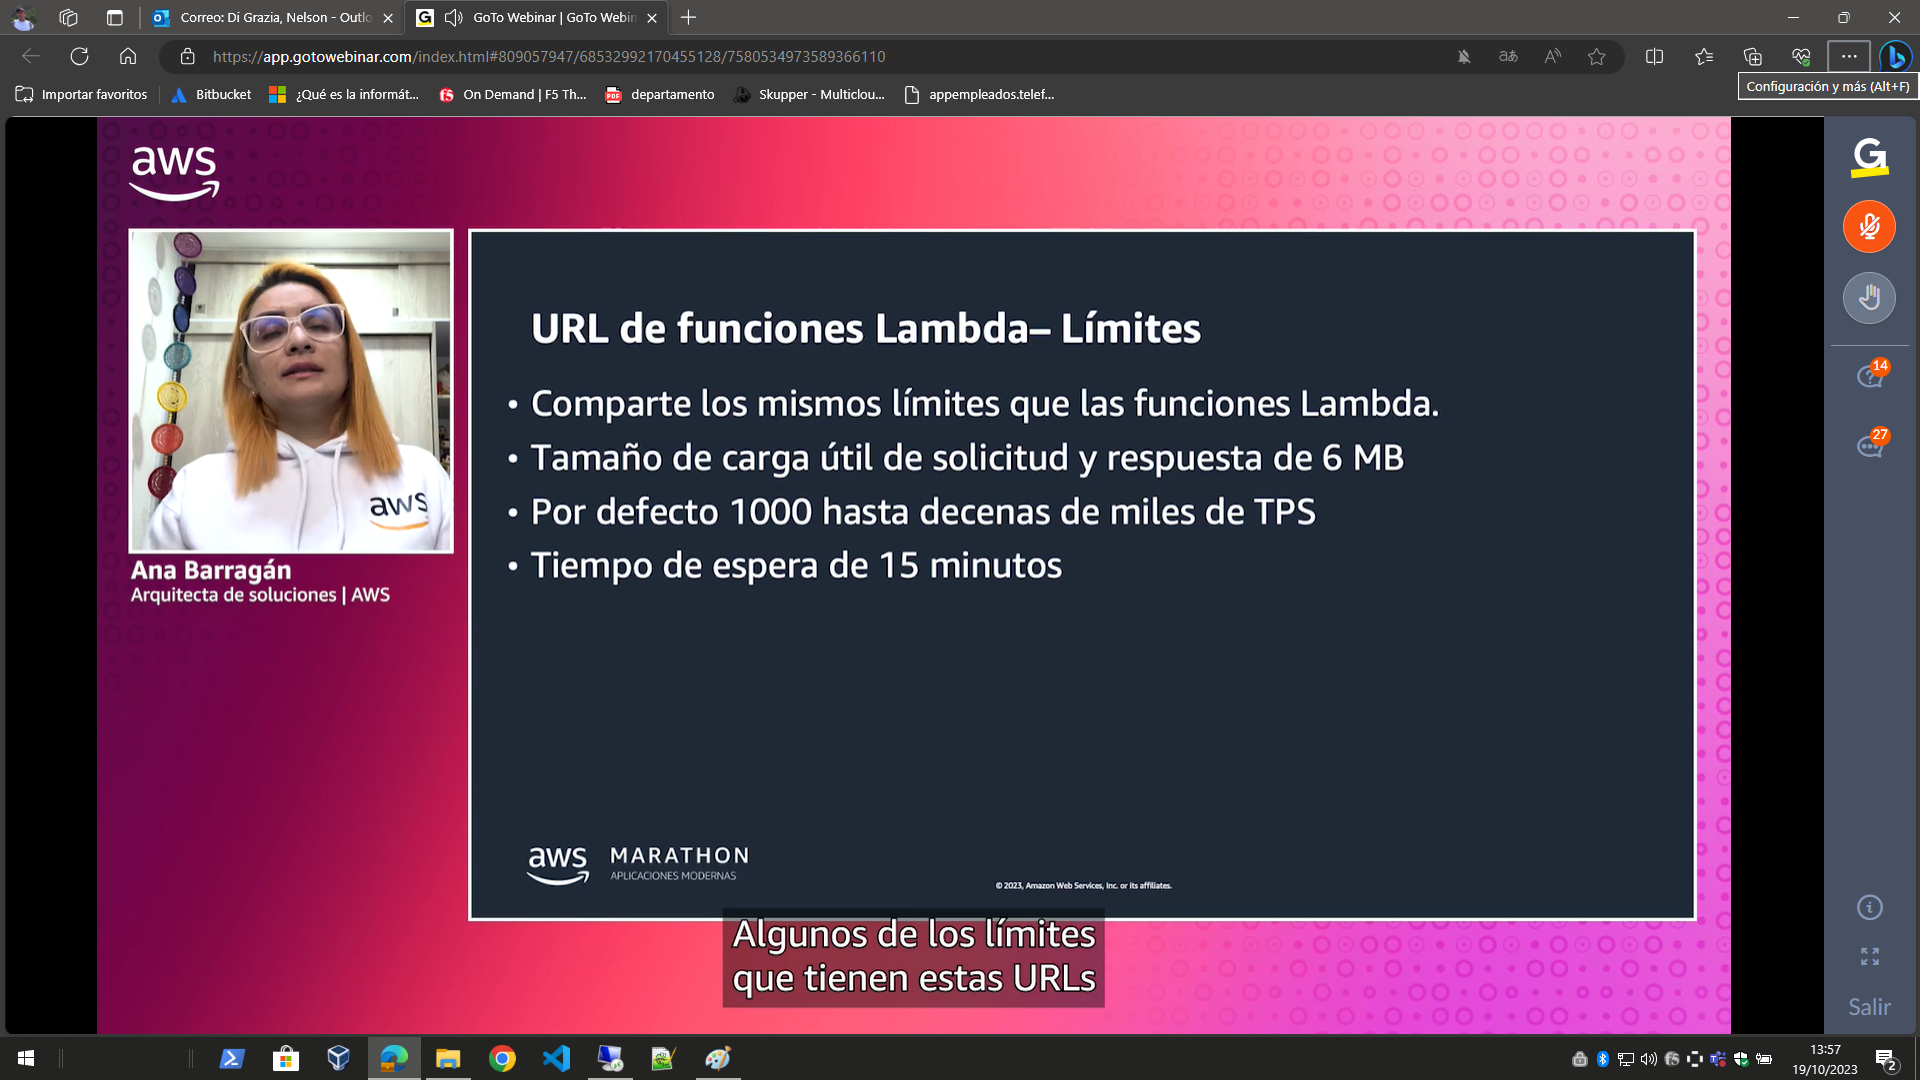 Correo: Di Grazia, Nelson - Outlo
GoTo Webinar | GoTo Webin
https://app.gotowebinar.com/index.html#809057947/68532992170455128/7580534973589366110
Importar favoritos
Bitbucket
¿Qué es la informát...
On Demand | F5 Th...
departamento
Skupper - Multiclou...
appempleados.telef...
Configuración y más (Alt+F)
aws
G
14
27
aws
Ana Barragán
Arquitecta de soluciones | AWS
URL de funciones Lambda– Límites
• Comparte los mismos límites que las funciones Lambda.
• Tamaño de carga útil de solicitud y respuesta de 6 MB
• Por defecto 1000 hasta decenas de miles de TPS
• Tiempo de espera de 15 minutos
aws MARATHON
APLICACIONES MODERNAS
© 2023, Amazon Web Services, Inc. or its affiliates.
Algunos de los límites
que tienen estas URLs
Salir
13:57
19/10/2023
2